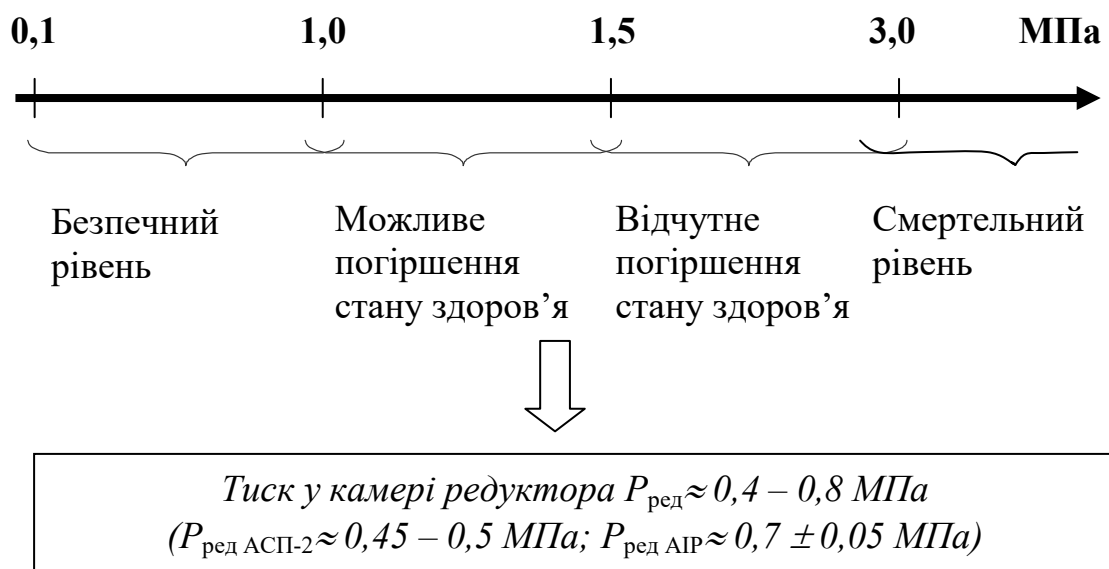 0,1 1,0 1,5 3,0 МПа
Безпечний
рівень
Можливе
погіршення
стану здоров’я
Відчутне
погіршення
стану здоров’я
Смертельний
рівень
Тиск у камері редуктора Pред≈ 0,4 – 0,8 МПа
(Pред АСП-2≈ 0,45 – 0,5 МПа; Pред АІР≈ 0,7 ± 0,05 МПа)